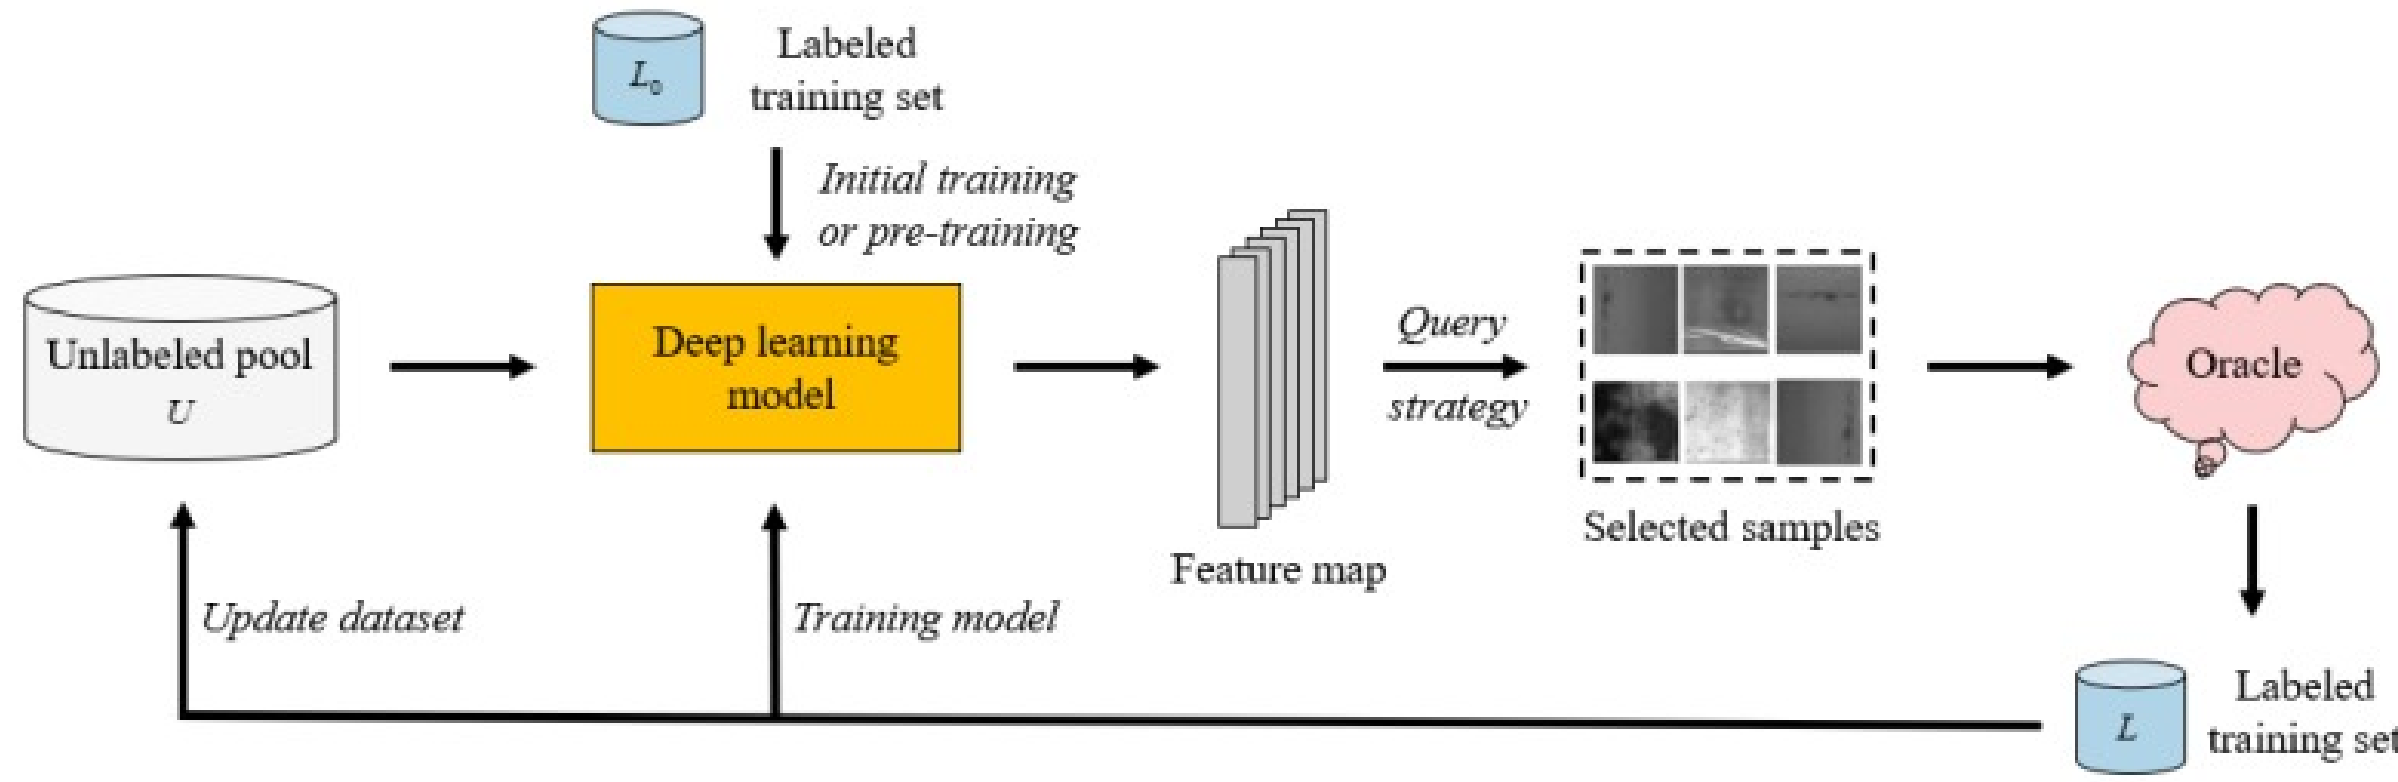 L₀
Labeled
training set
Initial training
or pre-training
Unlabeled pool
U
Deep learning
model
Feature map
Query
strategy
Selected samples
Oracle
Update dataset
Training model
L
Labeled
training set